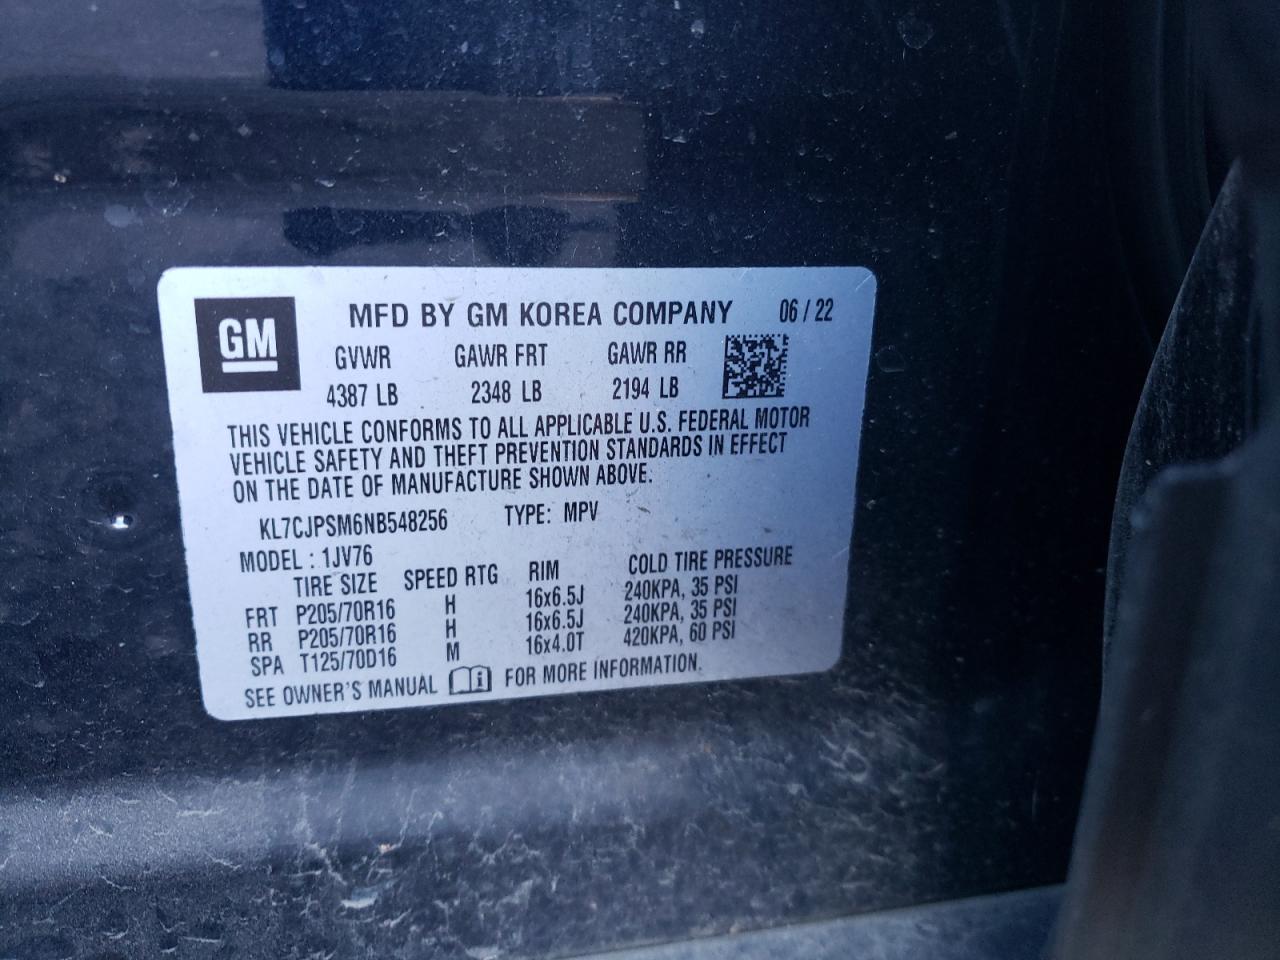 GM
MFD BY GM KOREA COMPANY 06 / 22
GVWR GAWR FRT GAWR RR
4387 LB 2348 LB 2194 LB
THIS VEHICLE CONFORMS TO ALL APPLICABLE U.S. FEDERAL MOTOR
VEHICLE SAFETY AND THEFT PREVENTION STANDARDS IN EFFECT
ON THE DATE OF MANUFACTURE SHOWN ABOVE.
KL7CJPSM6NB548256 TYPE: MPV
MODEL : 1JV76
TIRE SIZE SPEED RTG RIM COLD TIRE PRESSURE
FRT P205/70R16 H 16x6.5J 240KPA, 35 PSI
RR P205/70R16 H 16x6.5J 240KPA, 35 PSI
SPA T125/70D16 M 16x4.0T 420KPA, 60 PSI
SEE OWNER'S MANUAL i FOR MORE INFORMATION.